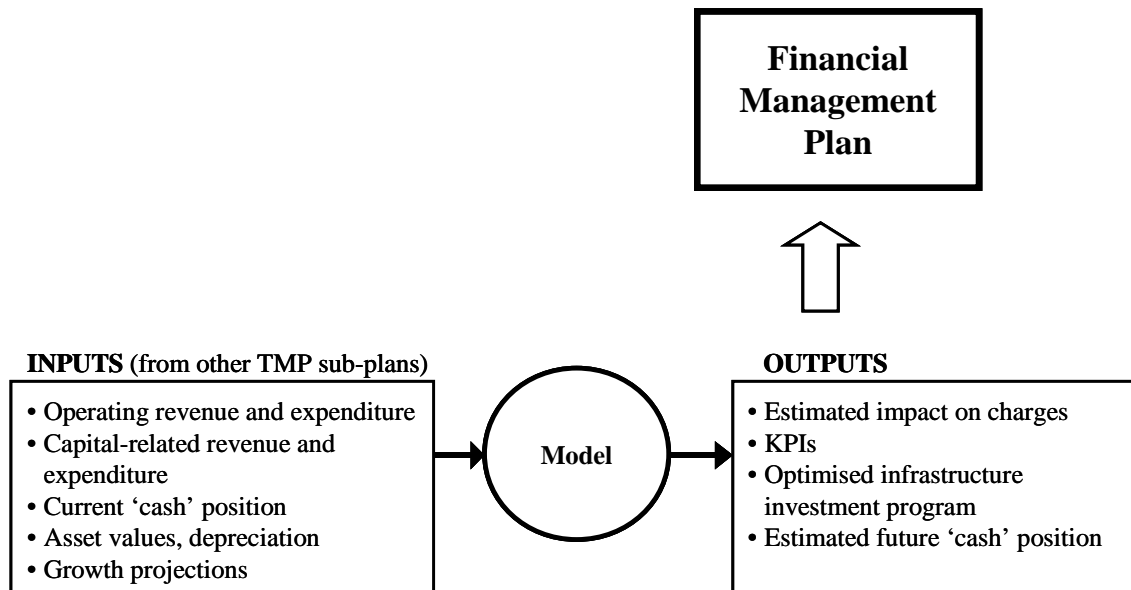 Financial
Management
Plan
INPUTS (from other TMP sub-plans)
• Operating revenue and expenditure
• Capital-related revenue and
expenditure
• Current ‘cash’ position
• Asset values, depreciation
• Growth projections
Model
OUTPUTS
• Estimated impact on charges
• KPIs
• Optimised infrastructure
investment program
• Estimated future ‘cash’ position